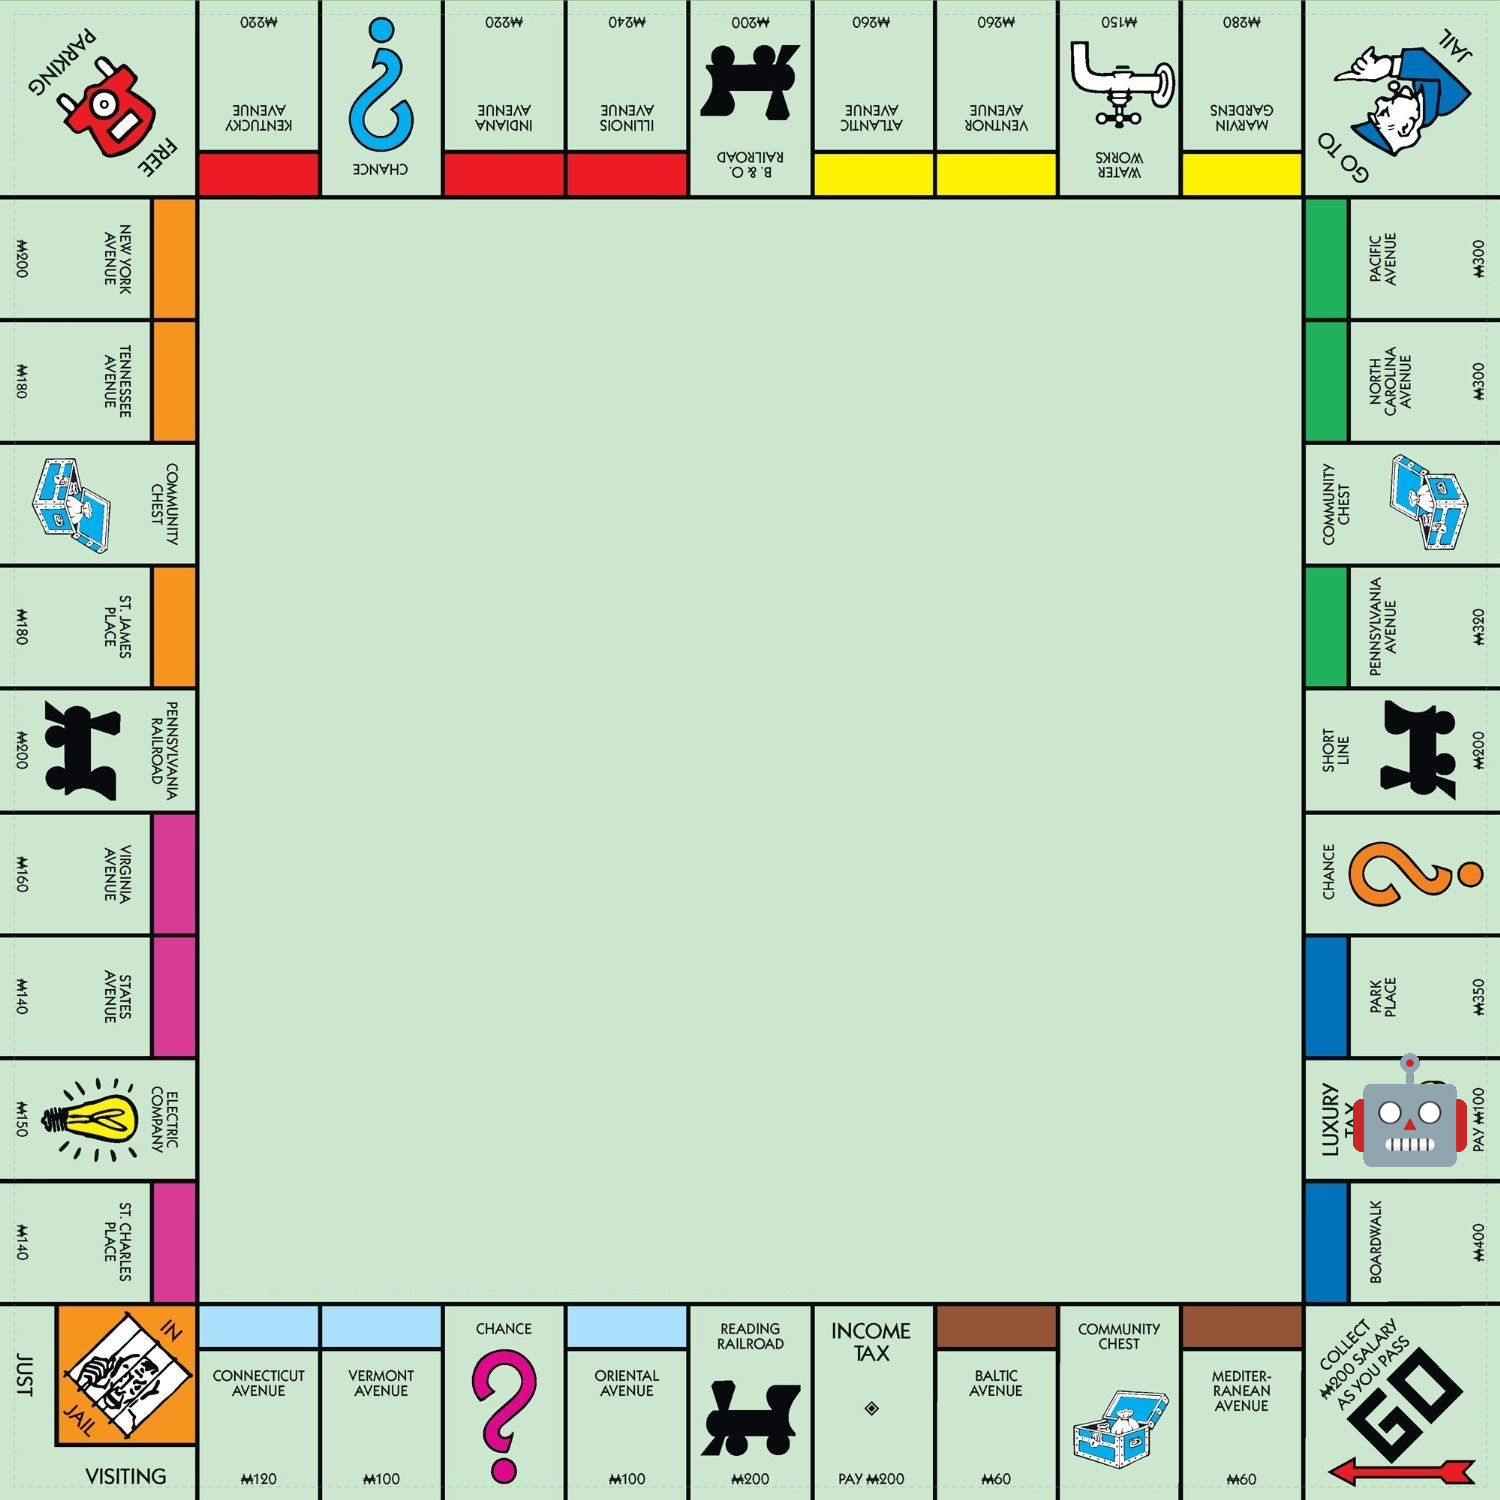 PARKING
FREE
₩220
KENTUCKY
AVENUE
CHANCE
₩220
INDIANA
AVENUE
₩240
ILLINOIS
AVENUE
₩200
B. & O.
RAILROAD
₩260
ATLANTIC
AVENUE
₩260
VENTNOR
AVENUE
₩150
WATER
WORKS
₩280
MARVIN
GARDENS
GO TO
JAIL
PACIFIC
AVENUE
₩300
NORTH
CAROLINA
AVENUE
₩300
COMMUNITY
CHEST
PENNSYLVANIA
AVENUE
₩320
SHORT
LINE
₩200
CHANCE
PARK
PLACE
₩350
LUXURY
TAX
PAY ₩100
BOARDWALK
₩400
COLLECT
₩200 SALARY
AS YOU PASS
GO
MEDITER-
RANEAN
AVENUE
₩60
COMMUNITY
CHEST
BALTIC
AVENUE
₩60
INCOME
TAX
PAY ₩200
READING
RAILROAD
₩200
ORIENTAL
AVENUE
₩100
CHANCE
VERMONT
AVENUE
₩100
CONNECTICUT
AVENUE
₩120
IN
JAIL
JUST
VISITING
ST. CHARLES
PLACE
₩140
ELECTRIC
COMPANY
₩150
STATES
AVENUE
₩140
VIRGINIA
AVENUE
₩160
PENNSYLVANIA
RAILROAD
₩200
ST. JAMES
PLACE
₩180
COMMUNITY
CHEST
TENNESSEE
AVENUE
₩180
NEW YORK
AVENUE
₩200